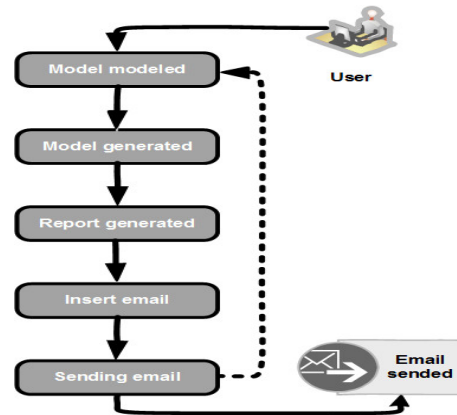 Model modeled
User
Model generated
Report generated
Insert email
Sending email
Email
sended